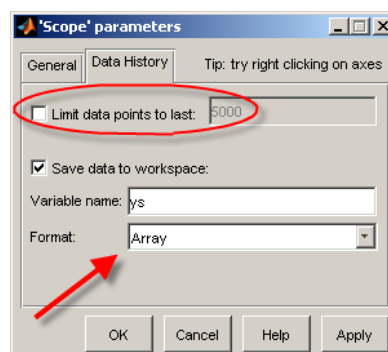 'Scope' parameters
General Data History Tip: try right clicking on axes
Limit data points to last: 5000
Save data to workspace:
Variable name: ys
Format: Array
OK Cancel Help Apply